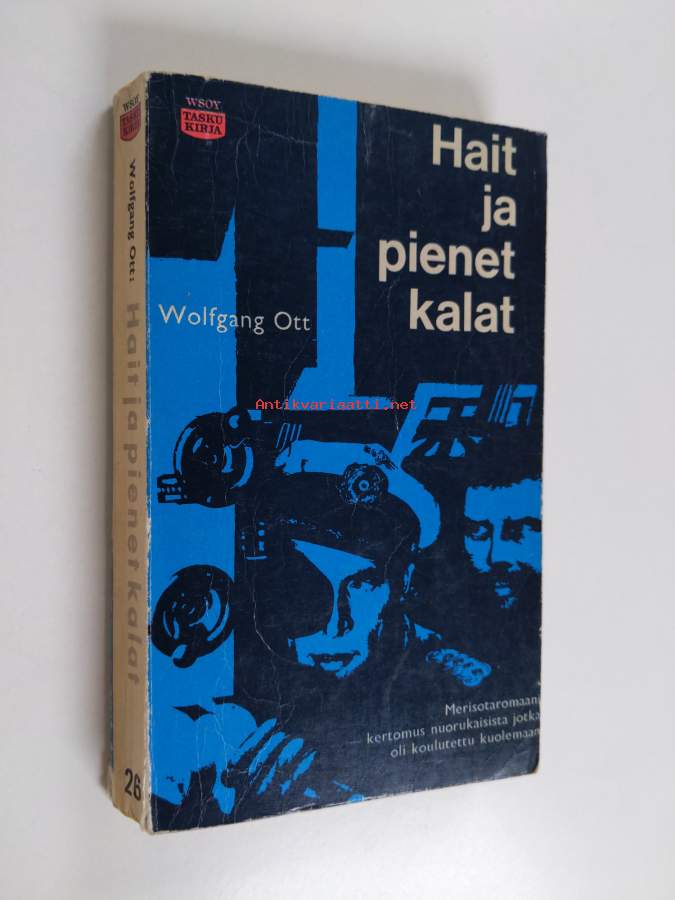 WSOY
TASKU
KIRJA
Hait
ja
pienet
kalat
Wolfgang Ott
Antikvariaatti.net
Merisotaromaani
kertomus nuorukaisista jotka
oli koulutettu kuolemaan
WSOY
TASKU
KIRJA
Wolfgang Ott:
Hait ja pienet kalat
26